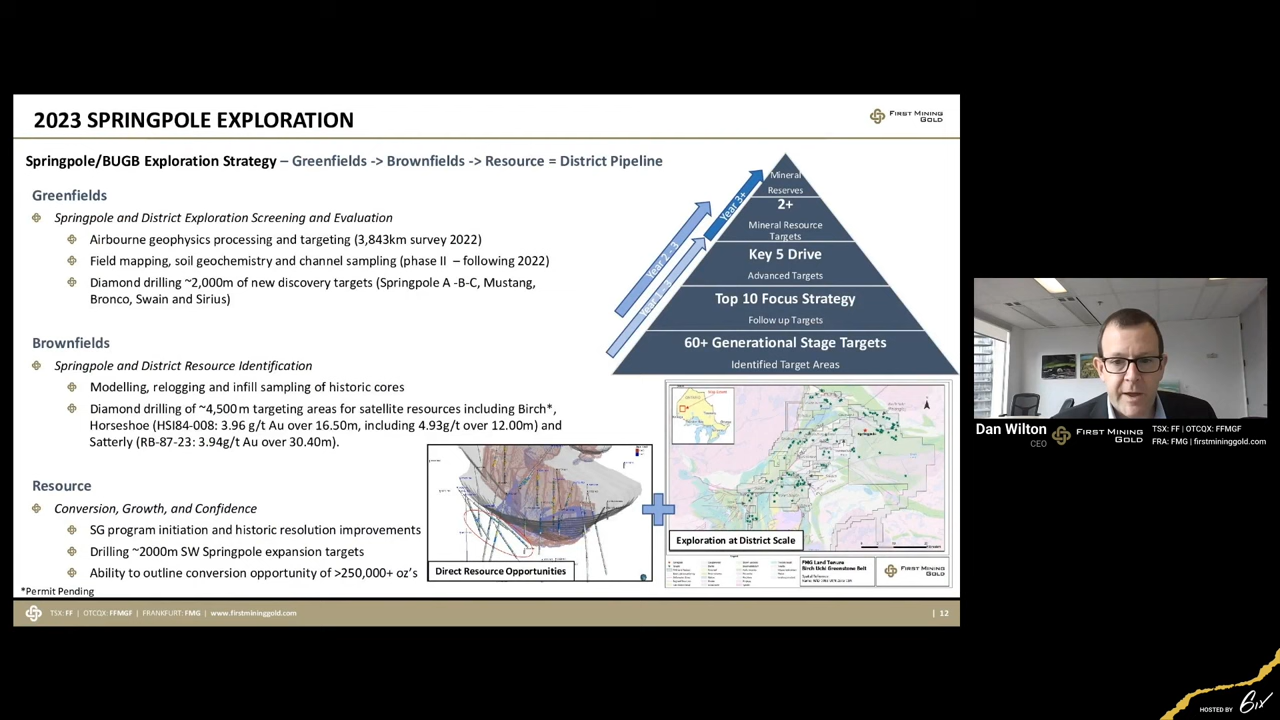 2023 SPRINGPOLE EXPLORATION
FIRST MINING
GOLD
Springpole/BUGB Exploration Strategy – Greenfields -> Brownfields -> Resource = District Pipeline
Greenfields
Springpole and District Exploration Screening and Evaluation
Airbourne geophysics processing and targeting (3,843km survey 2022)
Field mapping, soil geochemistry and channel sampling (phase II – following 2022)
Diamond drilling ~2,000m of new discovery targets (Springpole A -B-C, Mustang,
Bronco, Swain and Sirius)
Brownfields
Springpole and District Resource Identification
Modelling, relogging and infill sampling of historic cores
Diamond drilling of ~4,500m targeting areas for satellite resources including Birch*,
Horseshoe (HSI84-008: 3.96 g/t Au over 16.50m, including 4.93g/t over 12.00m) and
Satterly (RB-87-23: 3.94g/t Au over 30.40m).
Resource
Conversion, Growth, and Confidence
SG program initiation and historic resolution improvements
Drilling ~2000m SW Springpole expansion targets
Ability to outline conversion opportunity of >250,000+ oz's
*Permit Pending
Year 3+
Year 2 - 3
Mineral
Reserves
2+
Mineral Resource
Targets
Key 5 Drive
Advanced Targets
Top 10 Focus Strategy
Follow up Targets
60+ Generational Stage Targets
Identified Target Areas
Direct Resource Opportunities
Exploration at District Scale
FMG Land Tenure
Birch Uchi Greenstone Belt
FIRST MINING
GOLD
TSX: FF | OTCQX: FFMGF | FRANKFURT: FMG | www.firstmininggold.com
| 12
Dan Wilton
CEO
FIRST MINING
GOLD
TSX: FF | OTCQX: FFMGF
FRA: FMG | firstmininggold.com
HOSTED BY 6ix